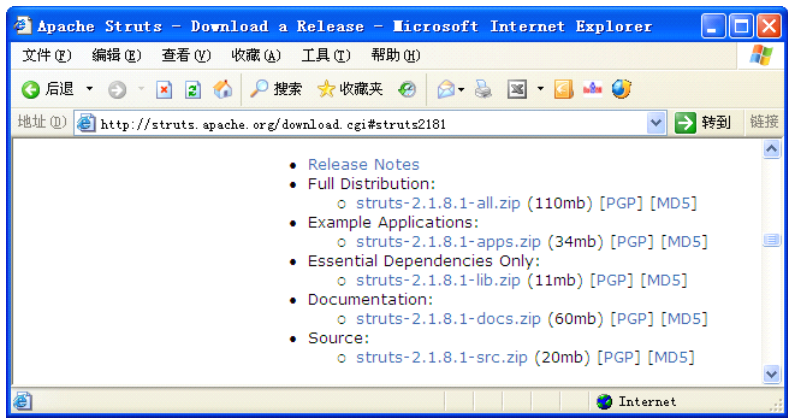 Apache Struts - Download a Release - Microsoft Internet Explorer
文件(F) 编辑(E) 查看(V) 收藏(A) 工具(T) 帮助(H)
后退 搜索 收藏夹
地址(D) http://struts.apache.org/download.cgi#struts2181 转到 链接
• Release Notes
• Full Distribution:
○ struts-2.1.8.1-all.zip (110mb) [PGP] [MD5]
• Example Applications:
○ struts-2.1.8.1-apps.zip (34mb) [PGP] [MD5]
• Essential Dependencies Only:
○ struts-2.1.8.1-lib.zip (11mb) [PGP] [MD5]
• Documentation:
○ struts-2.1.8.1-docs.zip (60mb) [PGP] [MD5]
• Source:
○ struts-2.1.8.1-src.zip (20mb) [PGP] [MD5]
Internet